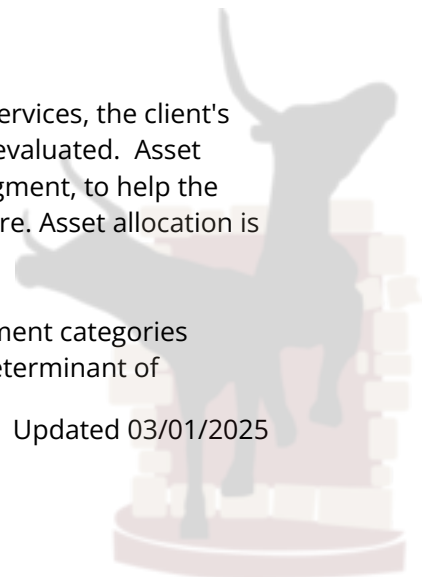 ervices, the client's
evaluated. Asset
gment, to help the
re. Asset allocation is
ment categories
eterminant of
Updated 03/01/2025